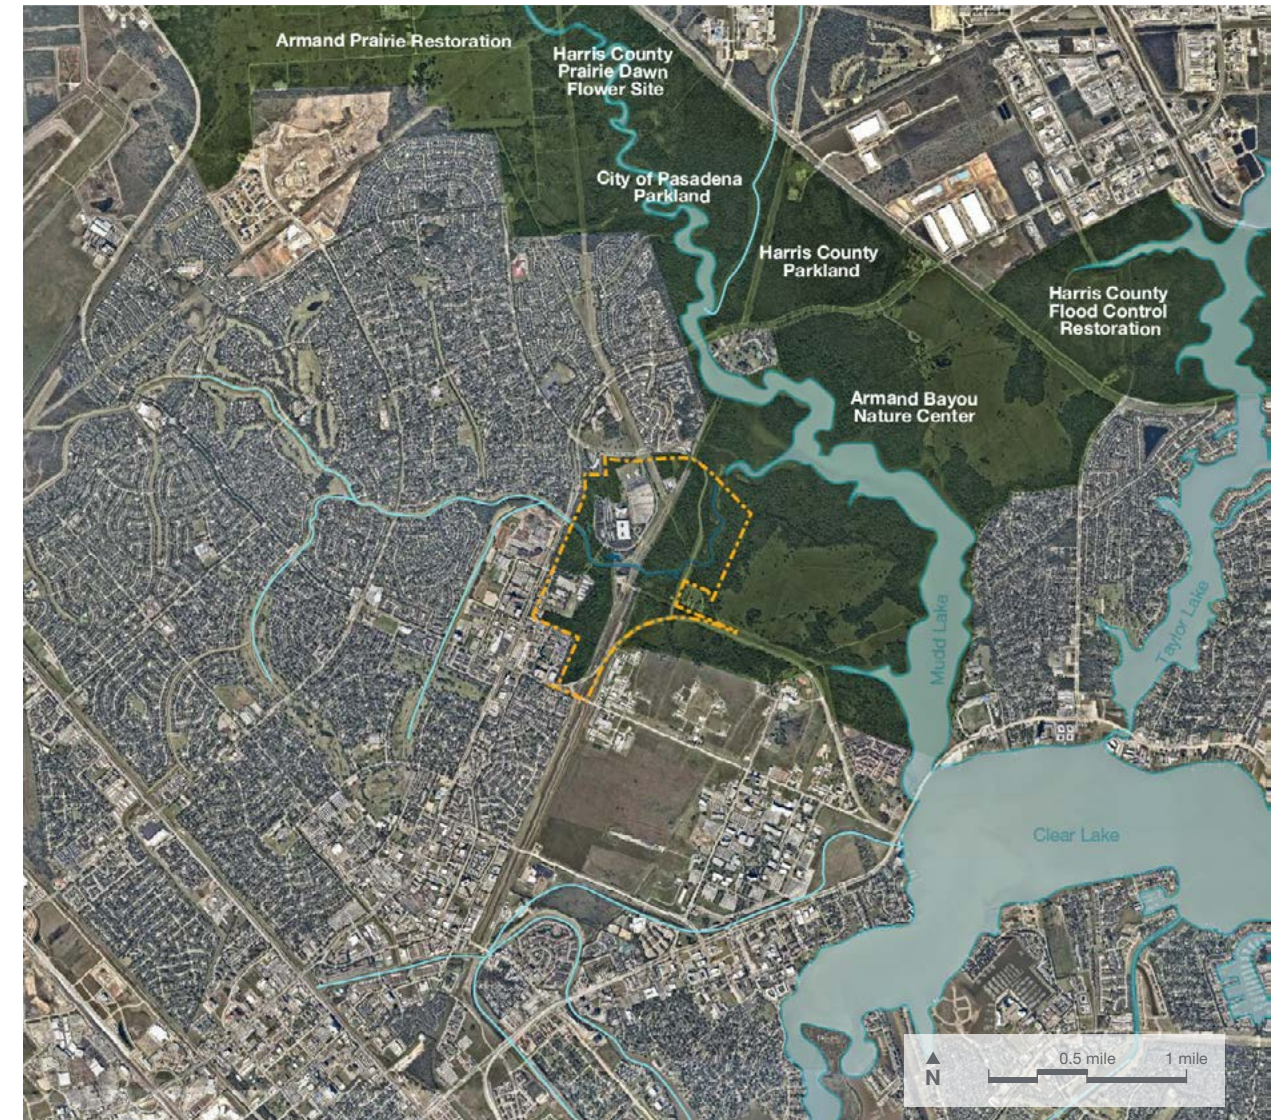 Armand Prairie Restoration
Harris County
Prairie Dawn
Flower Site
City of Pasadena
Parkland
Harris County
Parkland
Harris County
Flood Control
Restoration
Armand Bayou
Nature Center
Mudd Lake
Taylor Lake
Clear Lake
N
0.5 mile
1 mile